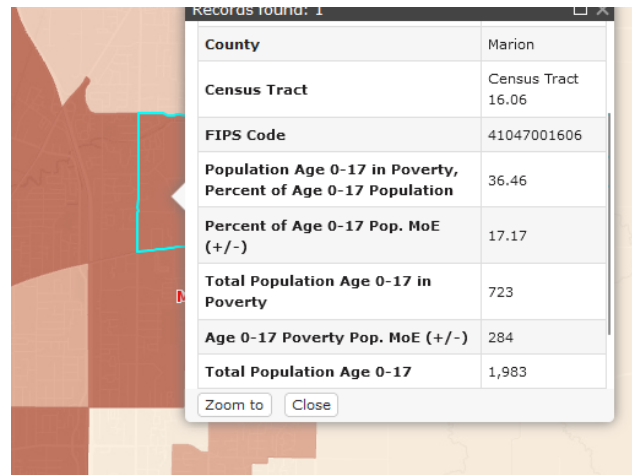 Records found: 1
County
Marion
Census Tract
Census Tract
16.06
FIPS Code
41047001606
Population Age 0-17 in Poverty,
Percent of Age 0-17 Population
36.46
Percent of Age 0-17 Pop. MoE
(+/-)
17.17
Total Population Age 0-17 in
Poverty
723
Age 0-17 Poverty Pop. MoE (+/-)
284
Total Population Age 0-17
1,983
Zoom to
Close
M